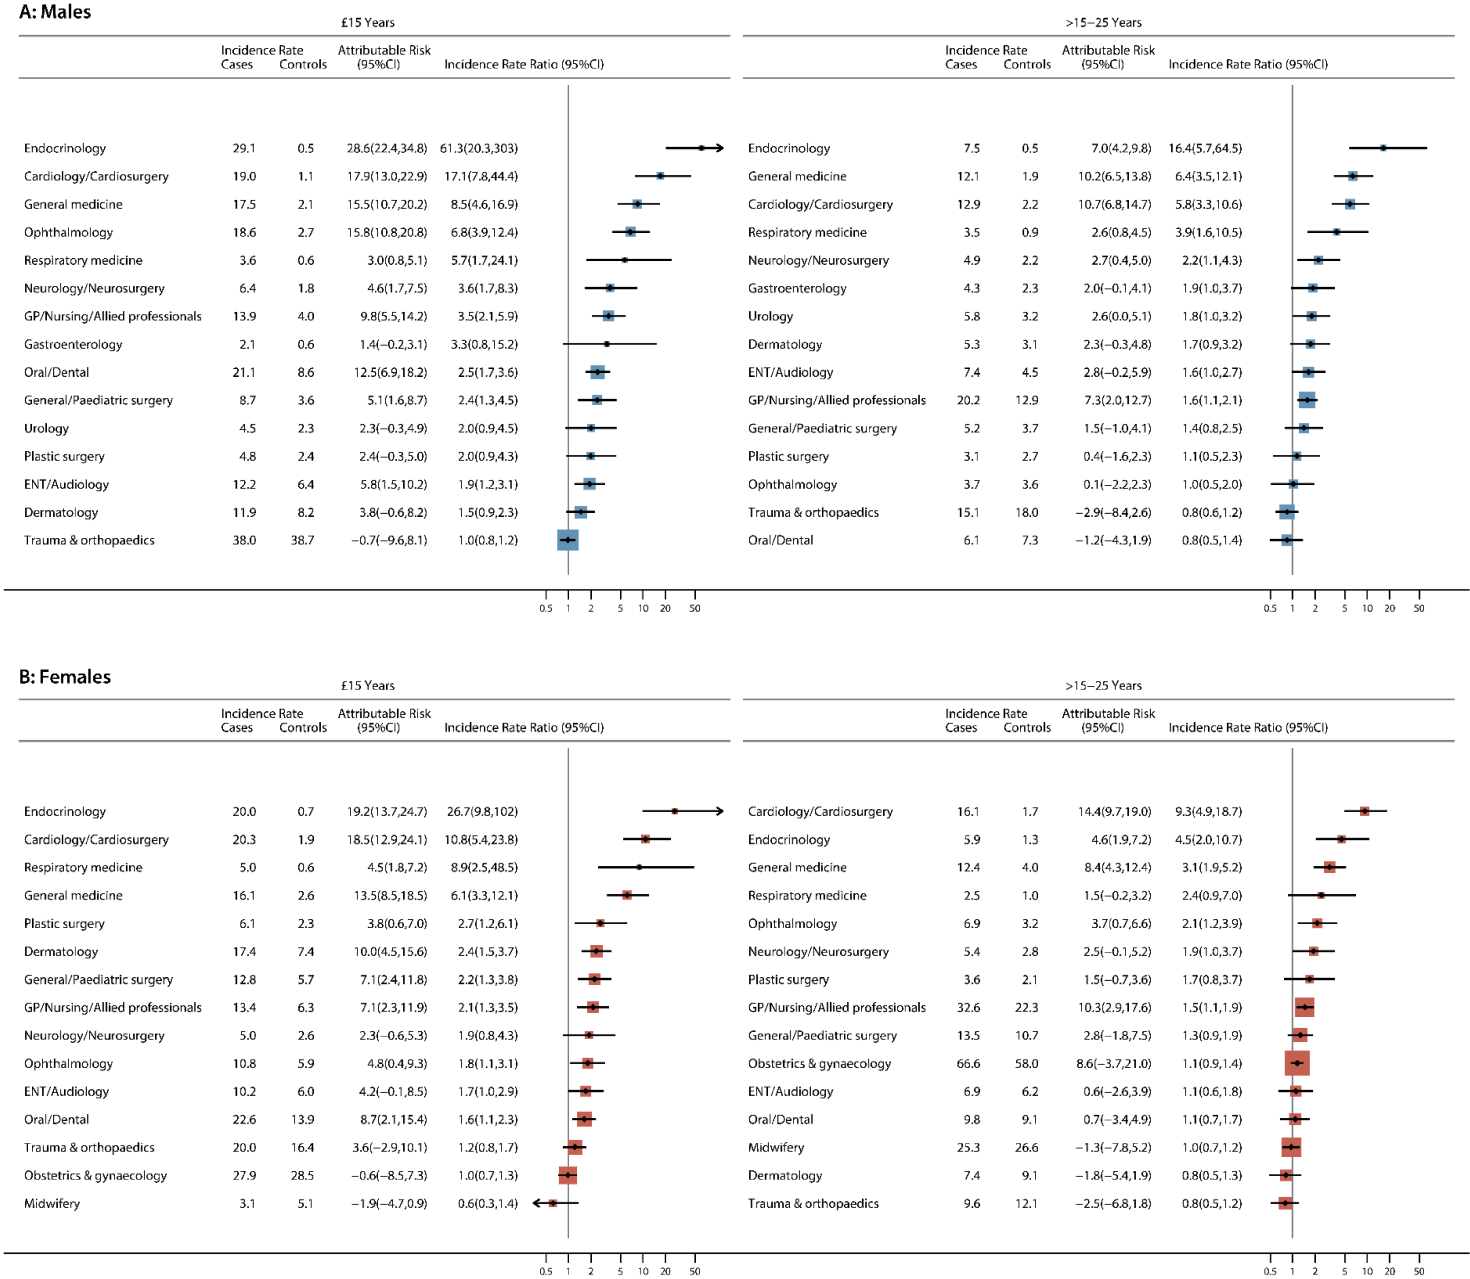 A: Males
£15 Years
Incidence Rate Attributable Risk
Cases Controls (95%CI) Incidence Rate Ratio (95%CI)
Endocrinology 29.1 0.5 28.6(22.4,34.8) 61.3(20.3,303)
Cardiology/Cardiosurgery 19.0 1.1 17.9(13.0,22.9) 17.1(7.8,44.4)
General medicine 17.5 2.1 15.5(10.7,20.2) 8.5(4.6,16.9)
Ophthalmology 18.6 2.7 15.8(10.8,20.8) 6.8(3.9,12.4)
Respiratory medicine 3.6 0.6 3.0(0.8,5.1) 5.7(1.7,24.1)
Neurology/Neurosurgery 6.4 1.8 4.6(1.7,7.5) 3.6(1.7,8.3)
GP/Nursing/Allied professionals 13.9 4.0 9.8(5.5,14.2) 3.5(2.1,5.9)
Gastroenterology 2.1 0.6 1.4(−0.2,3.1) 3.3(0.8,15.2)
Oral/Dental 21.1 8.6 12.5(6.9,18.2) 2.5(1.7,3.6)
General/Paediatric surgery 8.7 3.6 5.1(1.6,8.7) 2.4(1.3,4.5)
Urology 4.5 2.3 2.3(−0.3,4.9) 2.0(0.9,4.5)
Plastic surgery 4.8 2.4 2.4(−0.3,5.0) 2.0(0.9,4.3)
ENT/Audiology 12.2 6.4 5.8(1.5,10.2) 1.9(1.2,3.1)
Dermatology 11.9 8.2 3.8(−0.6,8.2) 1.5(0.9,2.3)
Trauma & orthopaedics 38.0 38.7 −0.7(−9.6,8.1) 1.0(0.8,1.2)
0.5 1 2 5 10 20 50
>15−25 Years
Incidence Rate Attributable Risk
Cases Controls (95%CI) Incidence Rate Ratio (95%CI)
Endocrinology 7.5 0.5 7.0(4.2,9.8) 16.4(5.7,64.5)
General medicine 12.1 1.9 10.2(6.5,13.8) 6.4(3.5,12.1)
Cardiology/Cardiosurgery 12.9 2.2 10.7(6.8,14.7) 5.8(3.3,10.6)
Respiratory medicine 3.5 0.9 2.6(0.8,4.5) 3.9(1.6,10.5)
Neurology/Neurosurgery 4.9 2.2 2.7(0.4,5.0) 2.2(1.1,4.3)
Gastroenterology 4.3 2.3 2.0(−0.1,4.1) 1.9(1.0,3.7)
Urology 5.8 3.2 2.6(0.0,5.1) 1.8(1.0,3.2)
Dermatology 5.3 3.1 2.3(−0.3,4.8) 1.7(0.9,3.2)
ENT/Audiology 7.4 4.5 2.8(−0.2,5.9) 1.6(1.0,2.7)
GP/Nursing/Allied professionals 20.2 12.9 7.3(2.0,12.7) 1.6(1.1,2.1)
General/Paediatric surgery 5.2 3.7 1.5(−1.0,4.1) 1.4(0.8,2.5)
Plastic surgery 3.1 2.7 0.4(−1.6,2.3) 1.1(0.5,2.3)
Ophthalmology 3.7 3.6 0.1(−2.2,2.3) 1.0(0.5,2.0)
Trauma & orthopaedics 15.1 18.0 −2.9(−8.4,2.6) 0.8(0.6,1.2)
Oral/Dental 6.1 7.3 −1.2(−4.3,1.9) 0.8(0.5,1.4)
0.5 1 2 5 10 20 50
B: Females
£15 Years
Incidence Rate Attributable Risk
Cases Controls (95%CI) Incidence Rate Ratio (95%CI)
Endocrinology 20.0 0.7 19.2(13.7,24.7) 26.7(9.8,102)
Cardiology/Cardiosurgery 20.3 1.9 18.5(12.9,24.1) 10.8(5.4,23.8)
Respiratory medicine 5.0 0.6 4.5(1.8,7.2) 8.9(2.5,48.5)
General medicine 16.1 2.6 13.5(8.5,18.5) 6.1(3.3,12.1)
Plastic surgery 6.1 2.3 3.8(0.6,7.0) 2.7(1.2,6.1)
Dermatology 17.4 7.4 10.0(4.5,15.6) 2.4(1.5,3.7)
General/Paediatric surgery 12.8 5.7 7.1(2.4,11.8) 2.2(1.3,3.8)
GP/Nursing/Allied professionals 13.4 6.3 7.1(2.3,11.9) 2.1(1.3,3.5)
Neurology/Neurosurgery 5.0 2.6 2.3(−0.6,5.3) 1.9(0.8,4.3)
Ophthalmology 10.8 5.9 4.8(0.4,9.3) 1.8(1.1,3.1)
ENT/Audiology 10.2 6.0 4.2(−0.1,8.5) 1.7(1.0,2.9)
Oral/Dental 22.6 13.9 8.7(2.1,15.4) 1.6(1.1,2.3)
Trauma & orthopaedics 20.0 16.4 3.6(−2.9,10.1) 1.2(0.8,1.7)
Obstetrics & gynaecology 27.9 28.5 −0.6(−8.5,7.3) 1.0(0.7,1.3)
Midwifery 3.1 5.1 −1.9(−4.7,0.9) 0.6(0.3,1.4)
0.5 1 2 5 10 20 50
>15−25 Years
Incidence Rate Attributable Risk
Cases Controls (95%CI) Incidence Rate Ratio (95%CI)
Cardiology/Cardiosurgery 16.1 1.7 14.4(9.7,19.0) 9.3(4.9,18.7)
Endocrinology 5.9 1.3 4.6(1.9,7.2) 4.5(2.0,10.7)
General medicine 12.4 4.0 8.4(4.3,12.4) 3.1(1.9,5.2)
Respiratory medicine 2.5 1.0 1.5(−0.2,3.2) 2.4(0.9,7.0)
Ophthalmology 6.9 3.2 3.7(0.7,6.6) 2.1(1.2,3.9)
Neurology/Neurosurgery 5.4 2.8 2.5(−0.1,5.2) 1.9(1.0,3.7)
Plastic surgery 3.6 2.1 1.5(−0.7,3.6) 1.7(0.8,3.7)
GP/Nursing/Allied professionals 32.6 22.3 10.3(2.9,17.6) 1.5(1.1,1.9)
General/Paediatric surgery 13.5 10.7 2.8(−1.8,7.5) 1.3(0.9,1.9)
Obstetrics & gynaecology 66.6 58.0 8.6(−3.7,21.0) 1.1(0.9,1.4)
ENT/Audiology 6.9 6.2 0.6(−2.6,3.9) 1.1(0.6,1.8)
Oral/Dental 9.8 9.1 0.7(−3.4,4.9) 1.1(0.7,1.7)
Midwifery 25.3 26.6 −1.3(−7.8,5.2) 1.0(0.7,1.2)
Dermatology 7.4 9.1 −1.8(−5.4,1.9) 0.8(0.5,1.3)
Trauma & orthopaedics 9.6 12.1 −2.5(−6.8,1.8) 0.8(0.5,1.2)
0.5 1 2 5 10 20 50